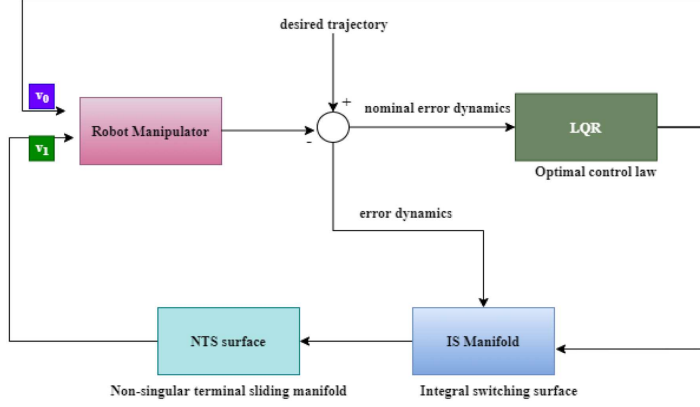 desired trajectory
v0
+
nominal error dynamics
Robot Manipulator
LQR
-
v1
Optimal control law
error dynamics
NTS surface
IS Manifold
Non-singular terminal sliding manifold
Integral switching surface